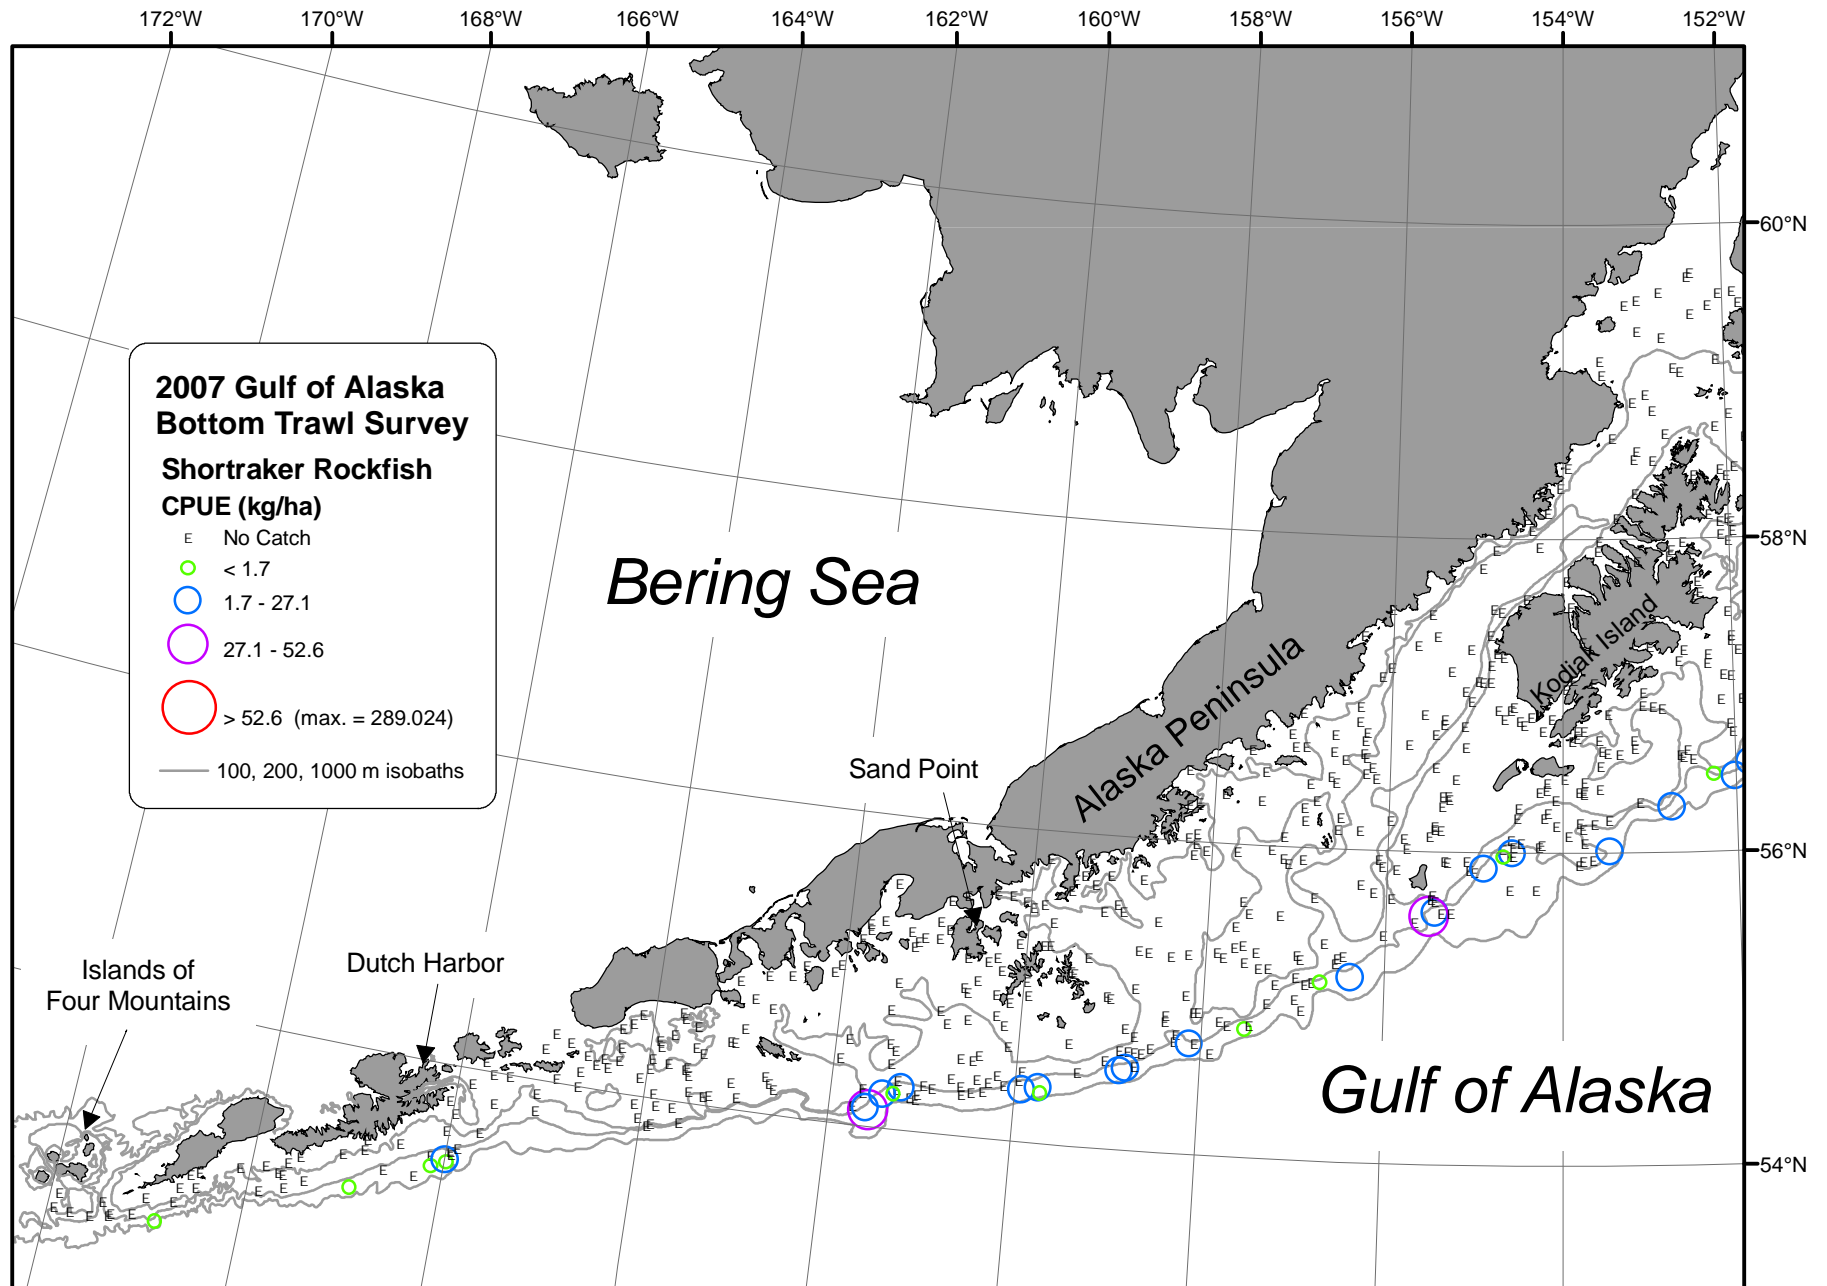 172°W 170°W 168°W 166°W 164°W 162°W 160°W 158°W 156°W 154°W 152°W
60°N
58°N
56°N
54°N
2007 Gulf of Alaska
Bottom Trawl Survey
Shortraker Rockfish
CPUE (kg/ha)
E No Catch
< 1.7
1.7 - 27.1
27.1 - 52.6
> 52.6 (max. = 289.024)
100, 200, 1000 m isobaths
Bering Sea
Alaska Peninsula
Kodiak Island
Sand Point
Dutch Harbor
Islands of
Four Mountains
Gulf of Alaska